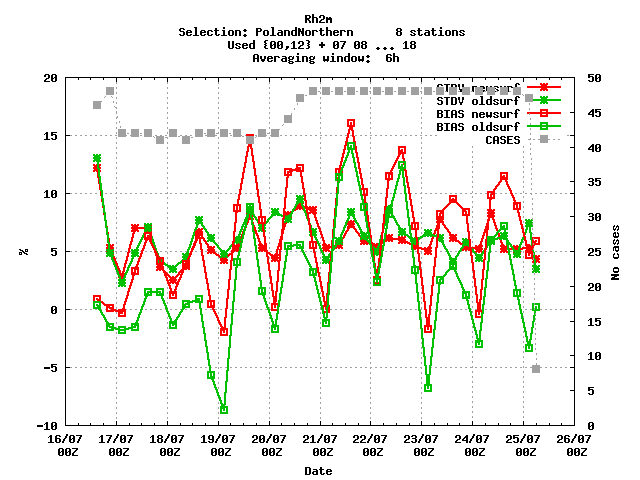 Rh2m
Selection: PolandNorthern 8 stations
Used {00,12} + 07 08 ... 18
Averaging window: 6h
20 50
STDV newsurf
45
STDV oldsurf
BIAS newsurf
15 BIAS oldsurf
40
CASES
35
10
30
% 5 25 No cases
20
0
15
-5 10
5
-10 0
16/07 17/07 18/07 19/07 20/07 21/07 22/07 23/07 24/07 25/07 26/07
00Z 00Z 00Z 00Z 00Z 00Z 00Z 00Z 00Z 00Z 00Z
Date